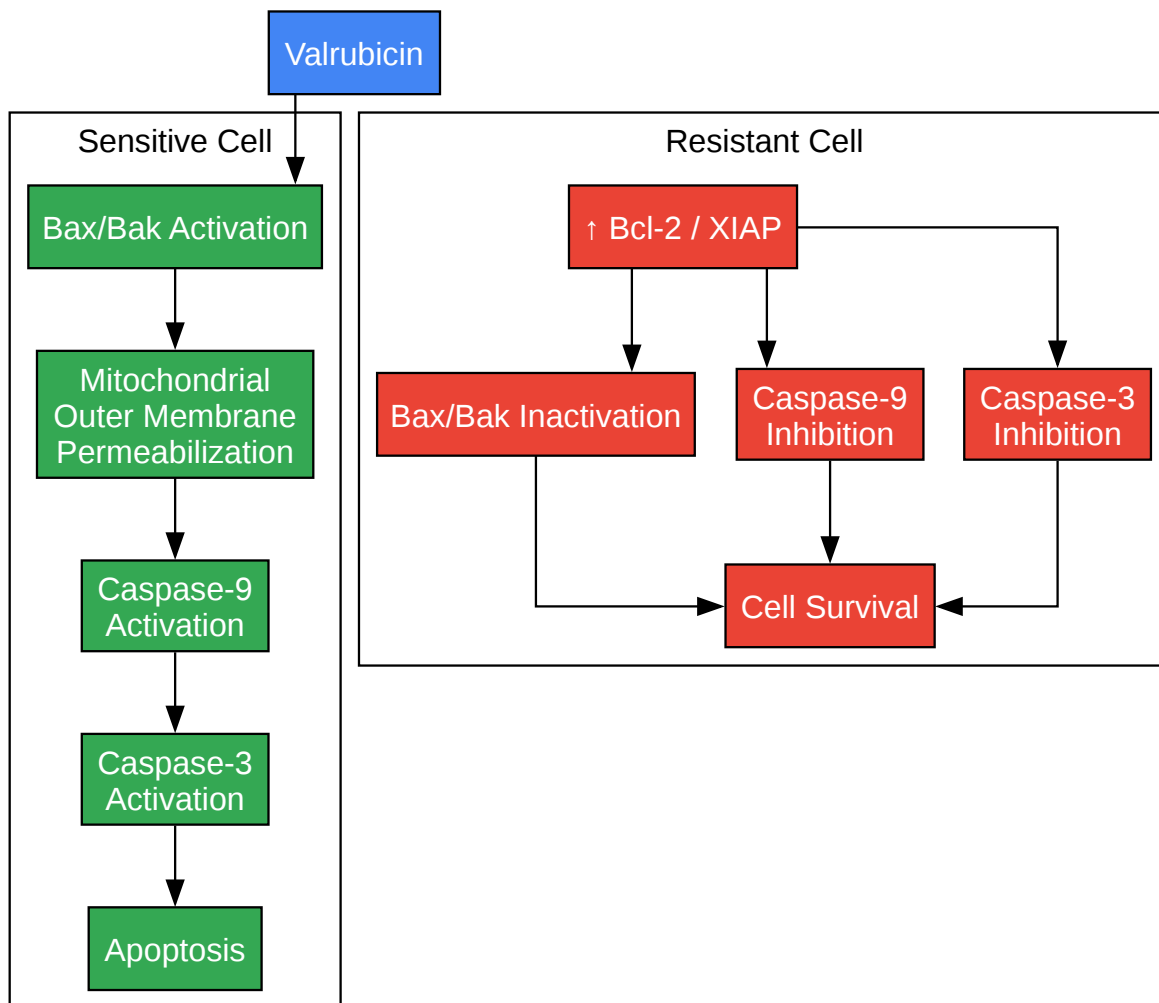 Valrubicin
Sensitive Cell
Bax/Bak Activation
Mitochondrial
Outer Membrane
Permeabilization
Caspase-9
Activation
Caspase-3
Activation
Apoptosis
Resistant Cell
↑ Bcl-2 / XIAP
Bax/Bak Inactivation
Caspase-9
Inhibition
Caspase-3
Inhibition
Cell Survival